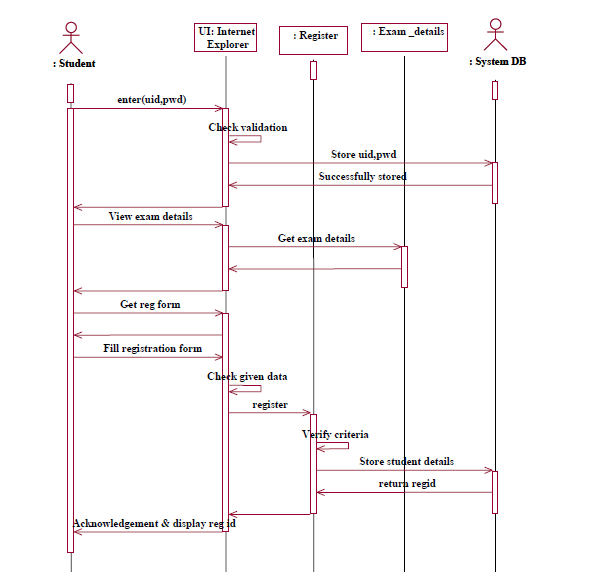 UI: Internet
Explorer
: Register
: Exam _details
: Student
: System DB
enter(uid,pwd)
Check validation
Store uid,pwd
Successfully stored
View exam details
Get exam details
Get reg form
Fill registration form
Check given data
register
Verify criteria
Store student details
return regid
Acknowledgement & display reg id